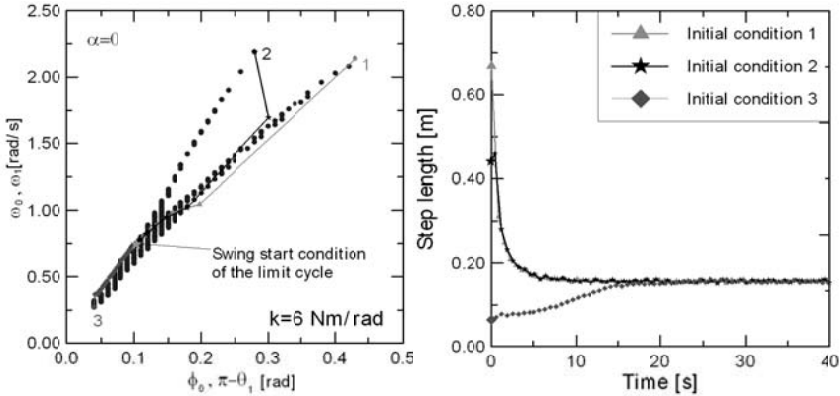 2.50
2.00
1.50
1.00
0.50
0.00
ω₀, ω₁[rad/s]
α=0
2
1
3
Swing start condition
of the limit cycle
k=6 Nm/rad
0.0
0.1
0.2
0.3
0.4
0.5
ϕ₀, π-θ₁ [rad]
0.80
0.60
0.40
0.20
0.00
Step length [m]
Initial condition 1
Initial condition 2
Initial condition 3
0
10
20
30
40
Time [s]